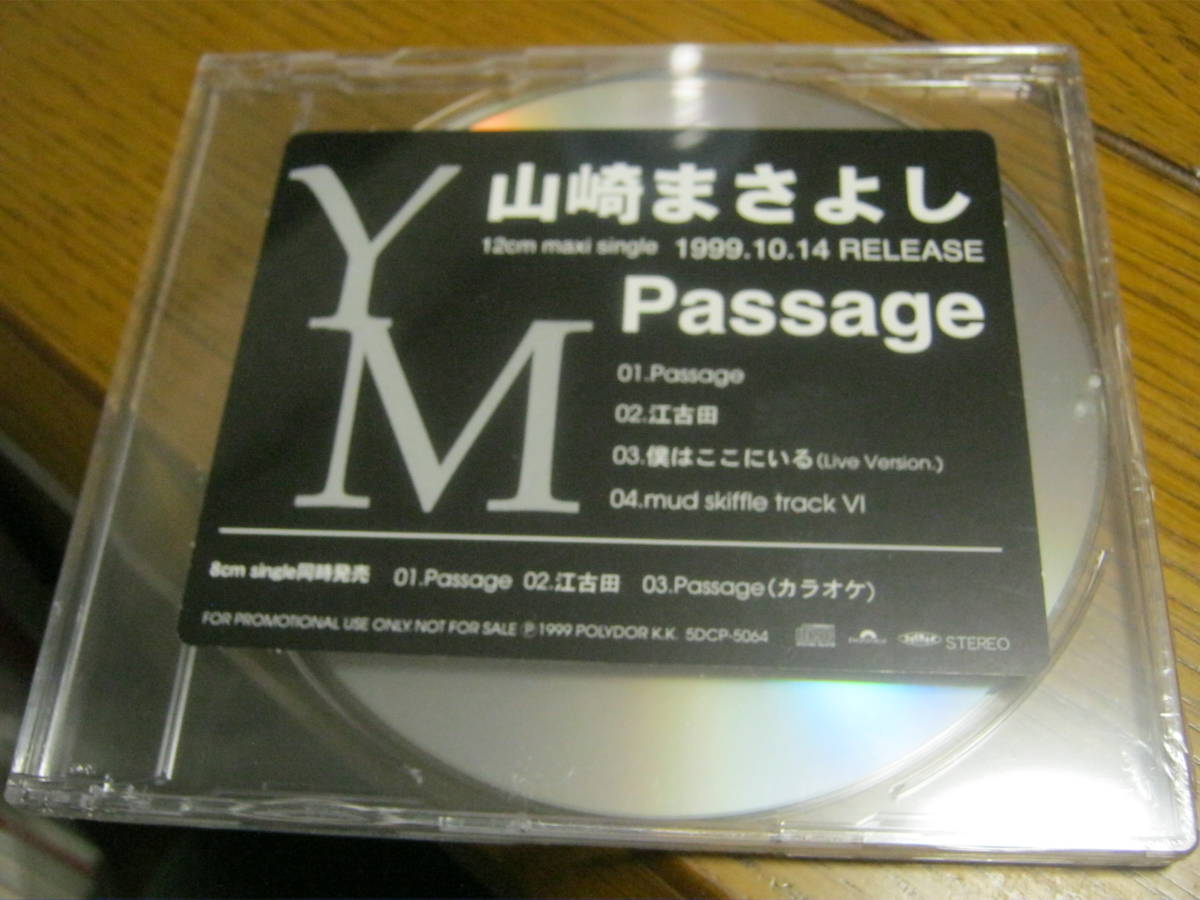 YM
山崎まさよし
12cm maxi single 1999.10.14 RELEASE
Passage
01.Passage
02.江古田
03.僕はここにいる(Live Version.)
04.mud skiffle track VI
8cm single同時発売 01.Passage 02.江古田 03.Passage(カラオケ)
FOR PROMOTIONAL USE ONLY NOT FOR SALE ℗1999 POLYDOR K.K. 5DCP-5064 STEREO